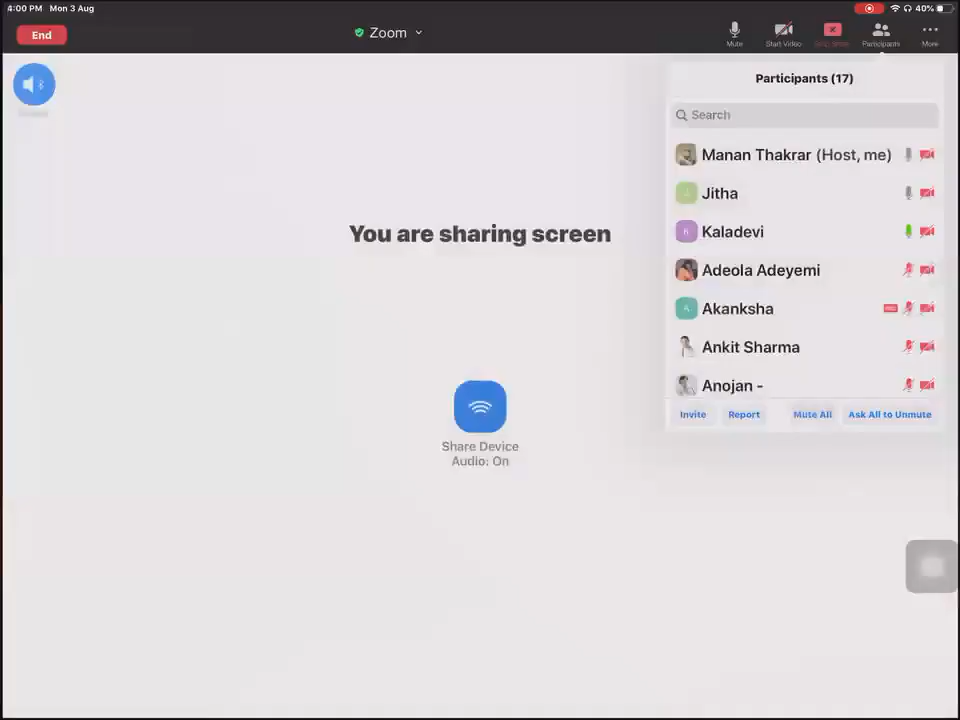 4:00 PM Mon 3 Aug
40%
End
Zoom
Mute
Start Video
Participants
More
Participants (17)
Search
Manan Thakrar (Host, me)
Jitha
Kaladevi
Adeola Adeyemi
Akanksha
Ankit Sharma
Anojan -
Invite
Report
Mute All
Ask All to Unmute
You are sharing screen
Share Device
Audio: On